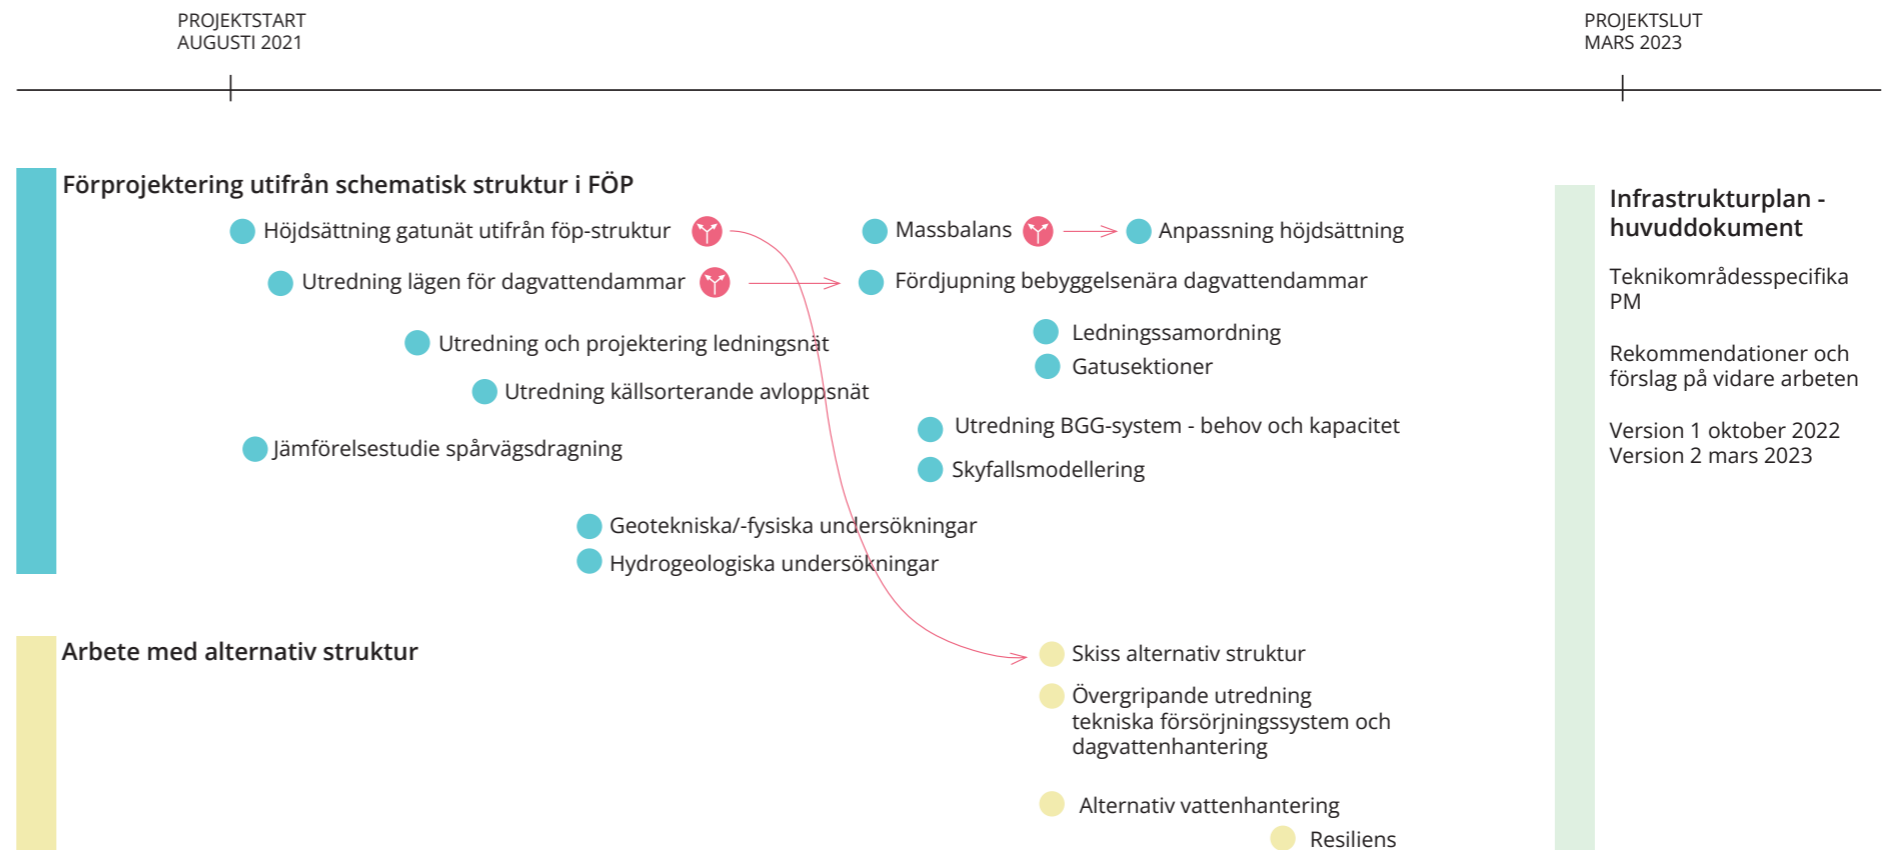 PROJEKTSTART
AUGUSTI 2021
PROJEKTSLUT
MARS 2023
Förprojektering utifrån schematisk struktur i FÖP
Höjdsättning gatunät utifrån föp-struktur
Massbalans
Anpassning höjdsättning
Utredning lägen för dagvattendammar
Fördjupning bebyggelsenära dagvattendammar
Utredning och projektering ledningsnät
Ledningssamordning
Gatusektioner
Utredning källsorterande avloppsnät
Utredning BGG-system - behov och kapacitet
Jämförelsestudie spårvägsdragning
Skyfallsmodellering
Geotekniska/-fysiska undersökningar
Hydrogeologiska undersökningar
Arbete med alternativ struktur
Skiss alternativ struktur
Övergripande utredning
tekniska försörjningssystem och
dagvattenhantering
Alternativ vattenhantering
Resiliens
Infrastrukturplan -
huvuddokument
Teknikområdesspecifika
PM
Rekommendationer och
förslag på vidare arbeten
Version 1 oktober 2022
Version 2 mars 2023